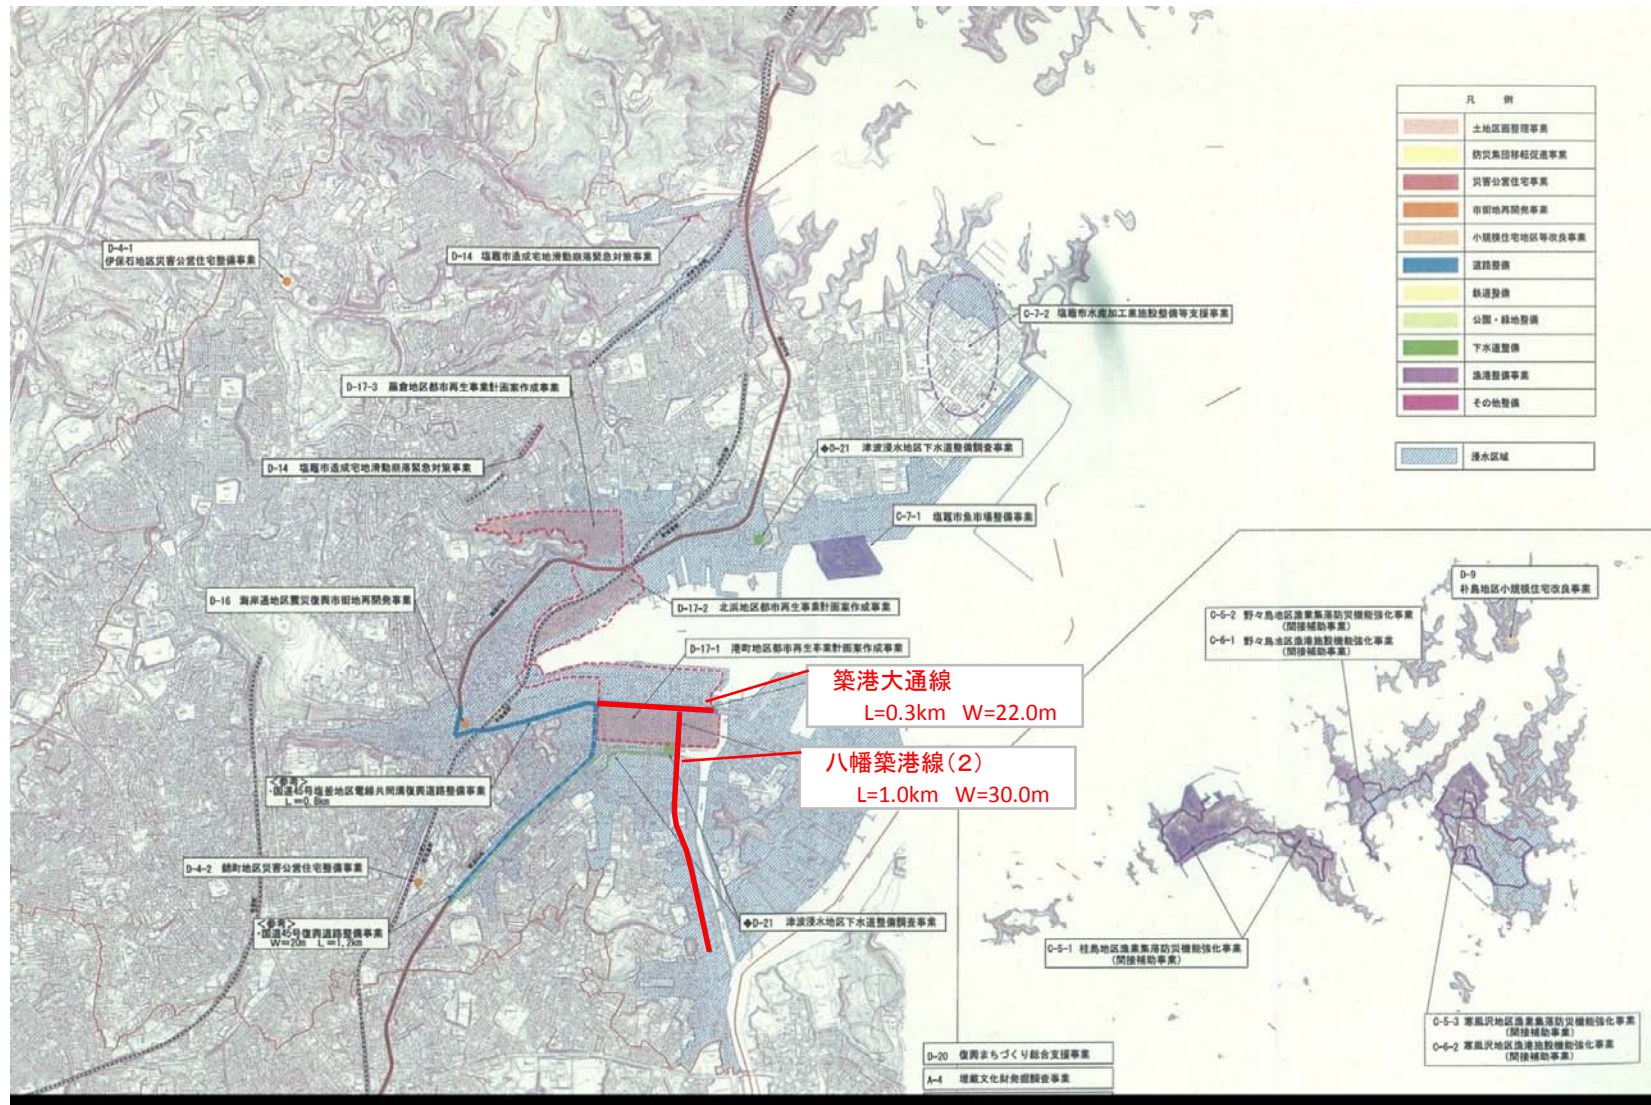 凡 例
土地区画整理事業
防災集団移転促進事業
災害公営住宅事業
市街地再開発事業
小規模住宅地区等改良事業
道路整備
鉄道整備
公園・緑地整備
下水道整備
漁港整備事業
その他整備
浸水区域
D-4-1
伊保石地区災害公営住宅整備事業
D-14 塩竈市造成宅地滑動崩落緊急対策事業
C-7-2 塩竈市水産加工業施設整備等支援事業
D-17-3 藤倉地区都市再生事業計画案作成事業
D-14 塩竈市造成宅地滑動崩落緊急対策事業
◆D-21 津波浸水地区下水道整備調査事業
C-7-1 塩竈市魚市場整備事業
D-16 海岸通地区震災復興市街地再開発事業
D-17-2 北浜地区都市再生事業計画案作成事業
D-17-1 港町地区都市再生事業計画案作成事業
築港大通線
L=0.3km W=22.0m
八幡築港線(2)
L=1.0km W=30.0m
<参考>
・国道45号塩釜地区電線共同溝復興道路整備事業
L=0.8km
D-4-2 錦町地区災害公営住宅整備事業
<参考>
・国道45号復興道路整備事業
W=20m L=1.2km
◆D-21 津波浸水地区下水道整備調査事業
D-9
朴島地区小規模住宅改良事業
C-5-2 野々島地区漁業集落防災機能強化事業
(間接補助事業)
C-6-1 野々島地区漁港施設機能強化事業
(間接補助事業)
C-5-1 桂島地区漁業集落防災機能強化事業
(間接補助事業)
C-5-3 寒風沢地区漁業集落防災機能強化事業
(間接補助事業)
C-6-2 寒風沢地区漁港施設機能強化事業
(間接補助事業)
D-20 復興まちづくり総合支援事業
A-4 埋蔵文化財発掘調査事業